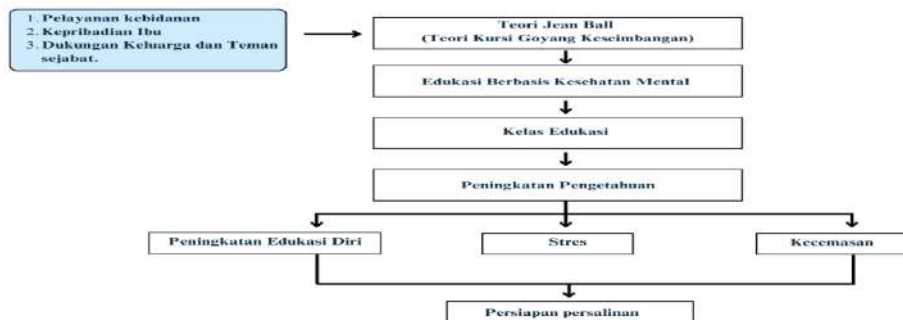 1. Pelayanan kebidanan
2. Kepribadian Ibu
3. Dukungan Keluarga dan Teman
sejabat.
Teori Jean Ball
(Teori Kursi Goyang Keseimbangan)
Edukasi Berbasis Kesehatan Mental
Kelas Edukasi
Peningkatan Pengetahuan
Peningkatan Edukasi Diri
Stres
Kecemasan
Persiapan persalinan